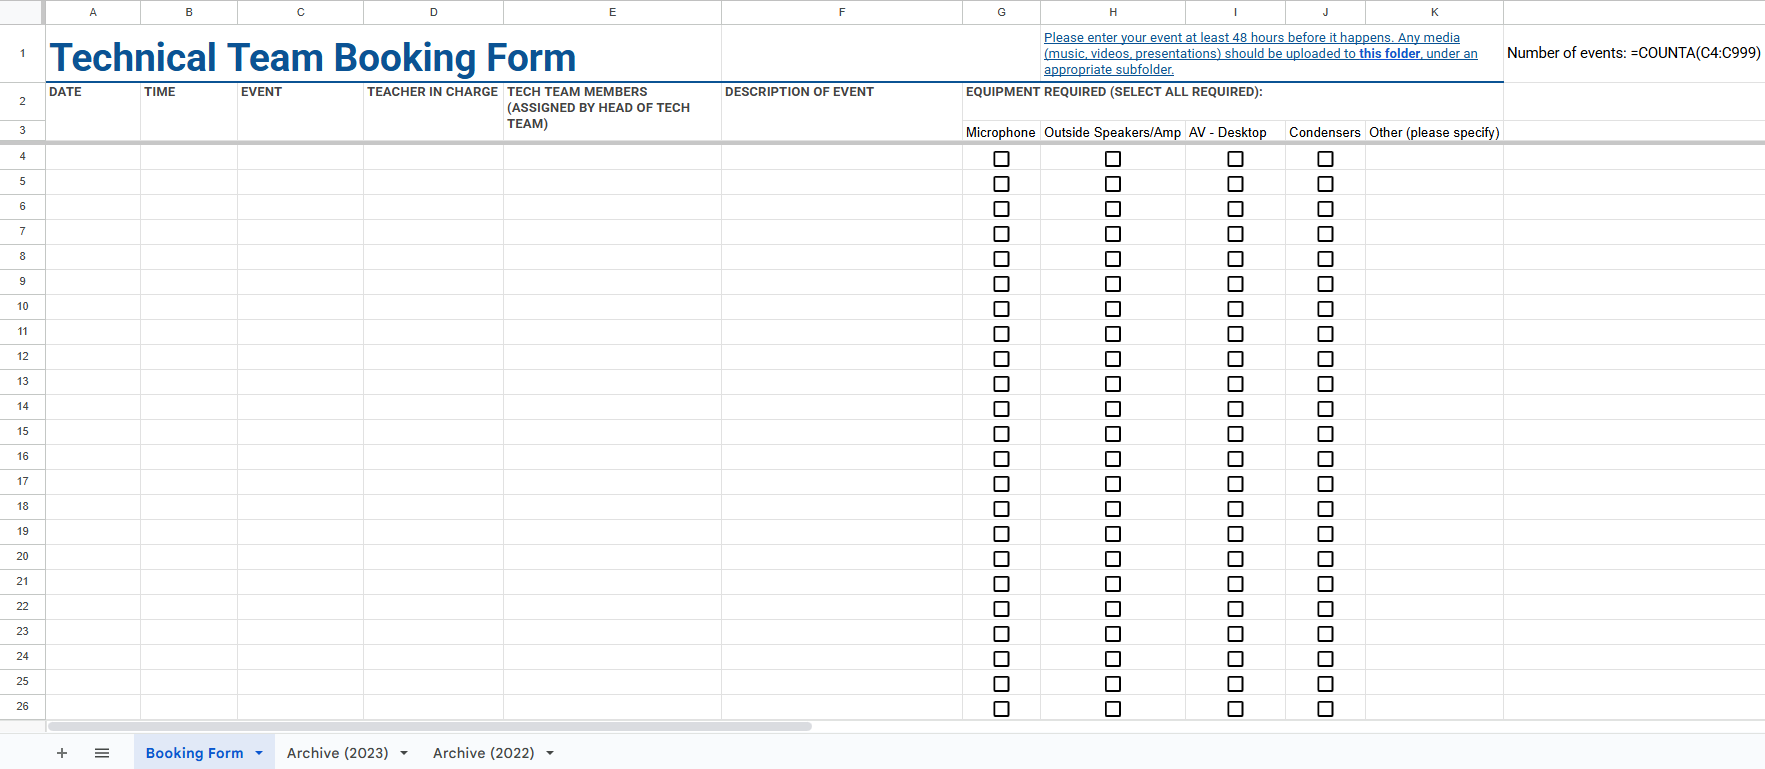 A B C D E F G H I J K
1
Technical Team Booking Form
Please enter your event at least 48 hours before it happens. Any media
(music, videos, presentations) should be uploaded to this folder, under an
appropriate subfolder.
Number of events: =COUNTA(C4:C999)
2
DATE
TIME
EVENT
TEACHER IN CHARGE
TECH TEAM MEMBERS
(ASSIGNED BY HEAD OF TECH
TEAM)
DESCRIPTION OF EVENT
EQUIPMENT REQUIRED (SELECT ALL REQUIRED):
3
Microphone
Outside Speakers/Amp
AV - Desktop
Condensers
Other (please specify)
4
5
6
7
8
9
10
11
12
13
14
15
16
17
18
19
20
21
22
23
24
25
26
Booking Form
Archive (2023)
Archive (2022)